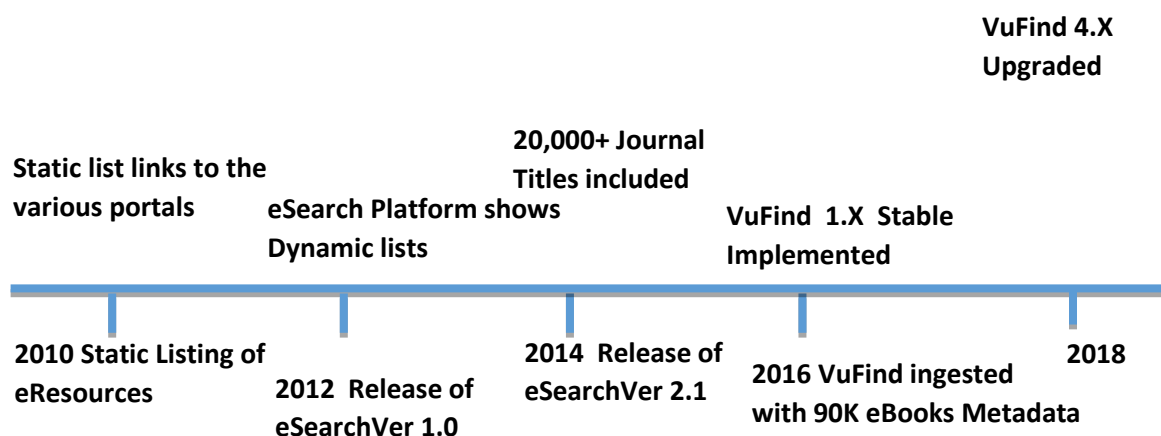 VuFind 4.X
Upgraded
20,000+ Journal
Titles included
Static list links to the
various portals
eSearch Platform shows
Dynamic lists
VuFind 1.X Stable
Implemented
2010 Static Listing of
eResources
2012 Release of
eSearchVer 1.0
2014 Release of
eSearchVer 2.1
2016 VuFind ingested
with 90K eBooks Metadata
2018